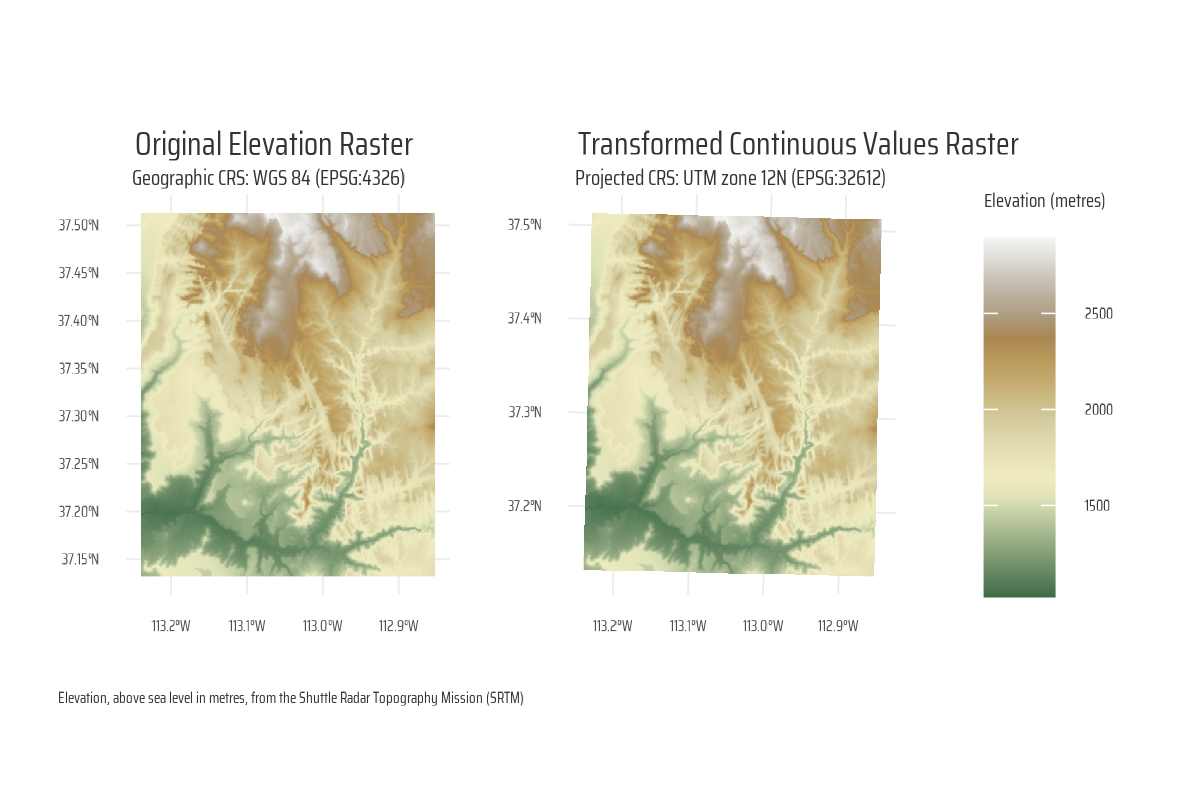 Original Elevation Raster
Geographic CRS: WGS 84 (EPSG:4326)
37.50°N
37.45°N
37.40°N
37.35°N
37.30°N
37.25°N
37.20°N
37.15°N
113.2°W 113.1°W 113.0°W 112.9°W
Transformed Continuous Values Raster
Projected CRS: UTM zone 12N (EPSG:32612)
37.5°N
37.4°N
37.3°N
37.2°N
113.2°W 113.1°W 113.0°W 112.9°W
Elevation (metres)
2500
2000
1500
Elevation, above sea level in metres, from the Shuttle Radar Topography Mission (SRTM)